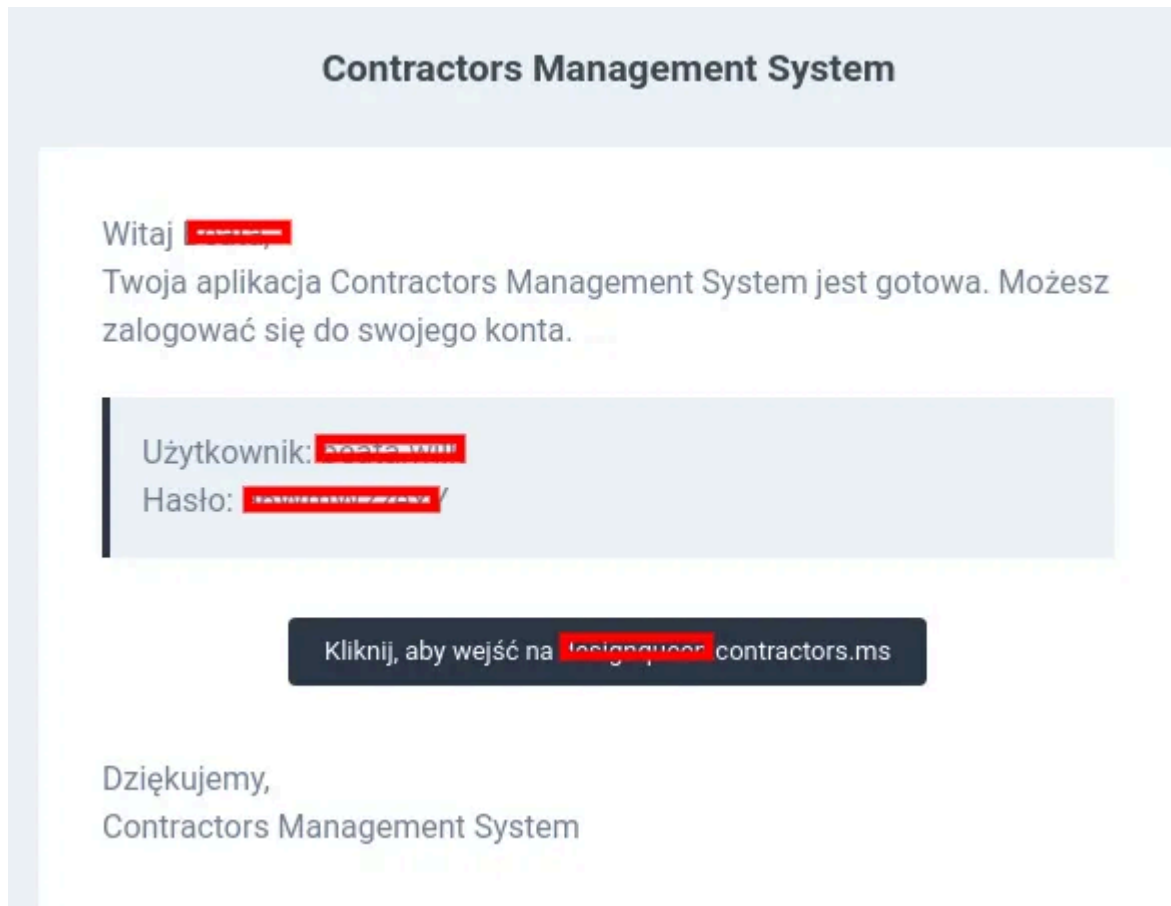 Contractors Management System
Witaj
Twoja aplikacja Contractors Management System jest gotowa. Możesz
zalogować się do swojego konta.
Użytkownik:
Hasło:
Kliknij, aby wejść na contractors.ms
Dziękujemy,
Contractors Management System